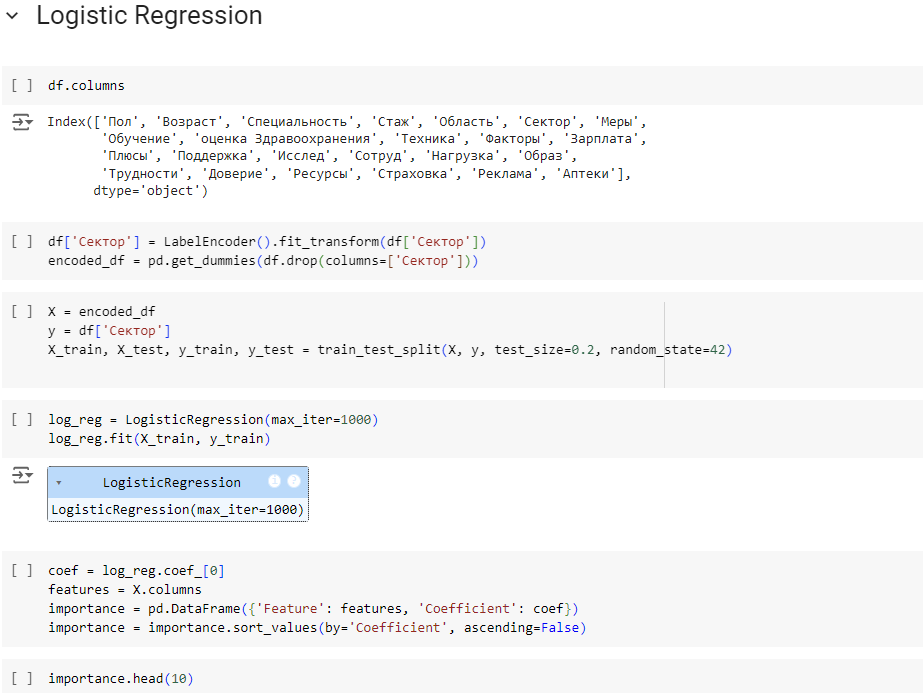 Logistic Regression
[ ] df.columns
Index(['Пол', 'Возраст', 'Специальность', 'Стаж', 'Область', 'Сектор', 'Меры',
'Обучение', 'оценка Здравоохранения', 'Техника', 'Факторы', 'Зарплата',
'Плюсы', 'Поддержка', 'Исслед', 'Сотруд', 'Нагрузка', 'Образ',
'Трудности', 'Доверие', 'Ресурсы', 'Страховка', 'Реклама', 'Аптеки'],
dtype='object')
[ ] df['Сектор'] = LabelEncoder().fit_transform(df['Сектор'])
encoded_df = pd.get_dummies(df.drop(columns=['Сектор']))
[ ] X = encoded_df
y = df['Сектор']
X_train, X_test, y_train, y_test = train_test_split(X, y, test_size=0.2, random_state=42)
[ ] log_reg = LogisticRegression(max_iter=1000)
log_reg.fit(X_train, y_train)
LogisticRegression i ?
LogisticRegression(max_iter=1000)
[ ] coef = log_reg.coef_[0]
features = X.columns
importance = pd.DataFrame({'Feature': features, 'Coefficient': coef})
importance = importance.sort_values(by='Coefficient', ascending=False)
[ ] importance.head(10)